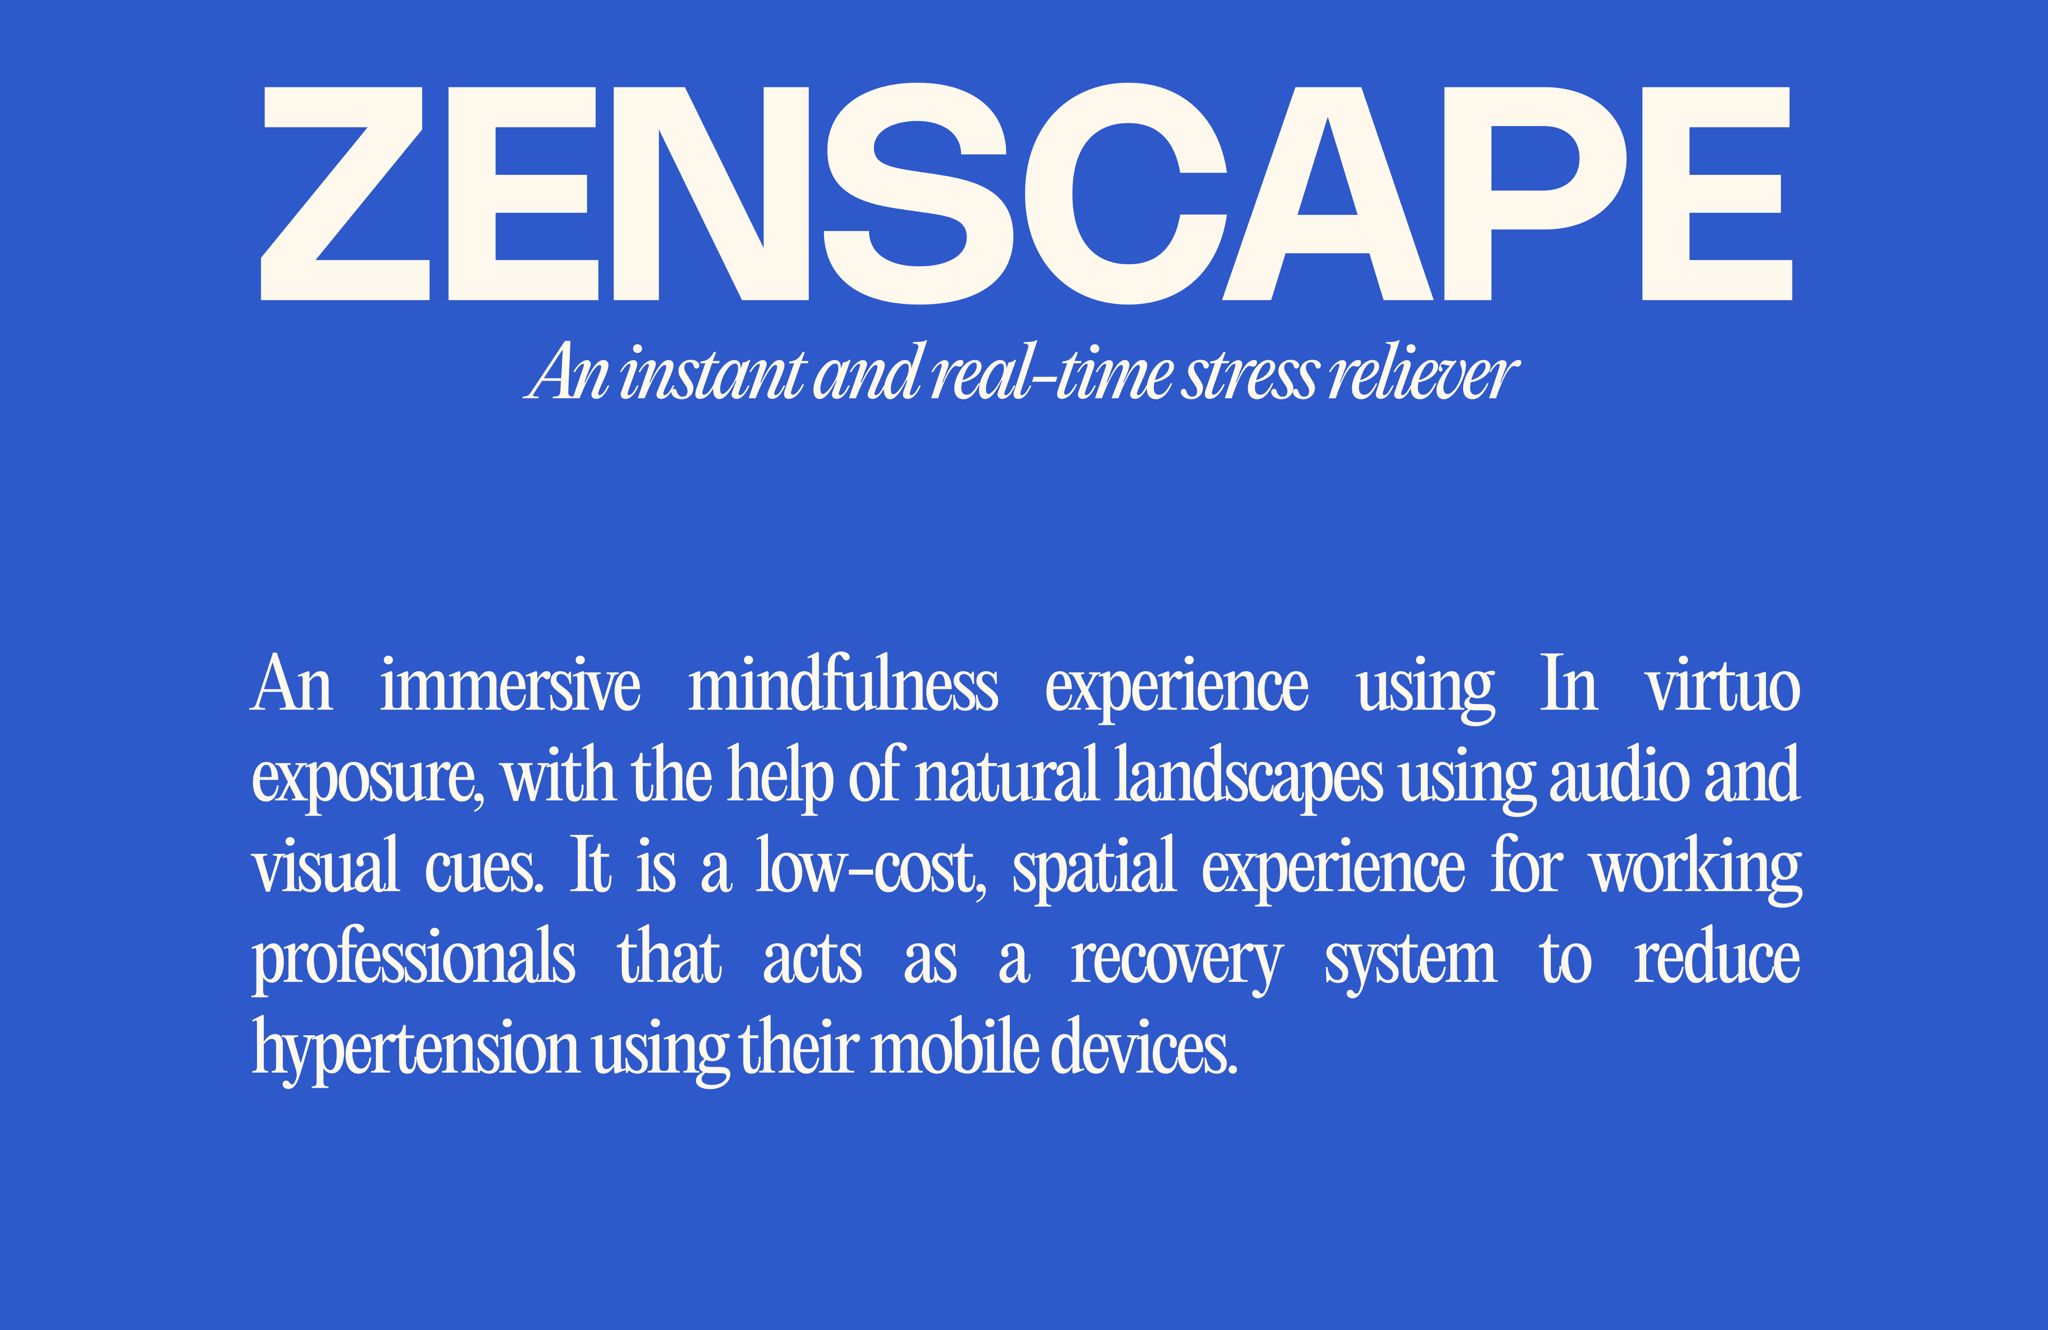 ZENSCAPE
An instant and real-time stress reliever
An immersive mindfulness experience using In virtuo
exposure, with the help of natural landscapes using audio and
visual cues. It is a low-cost, spatial experience for working
professionals that acts as a recovery system to reduce
hypertension using their mobile devices.